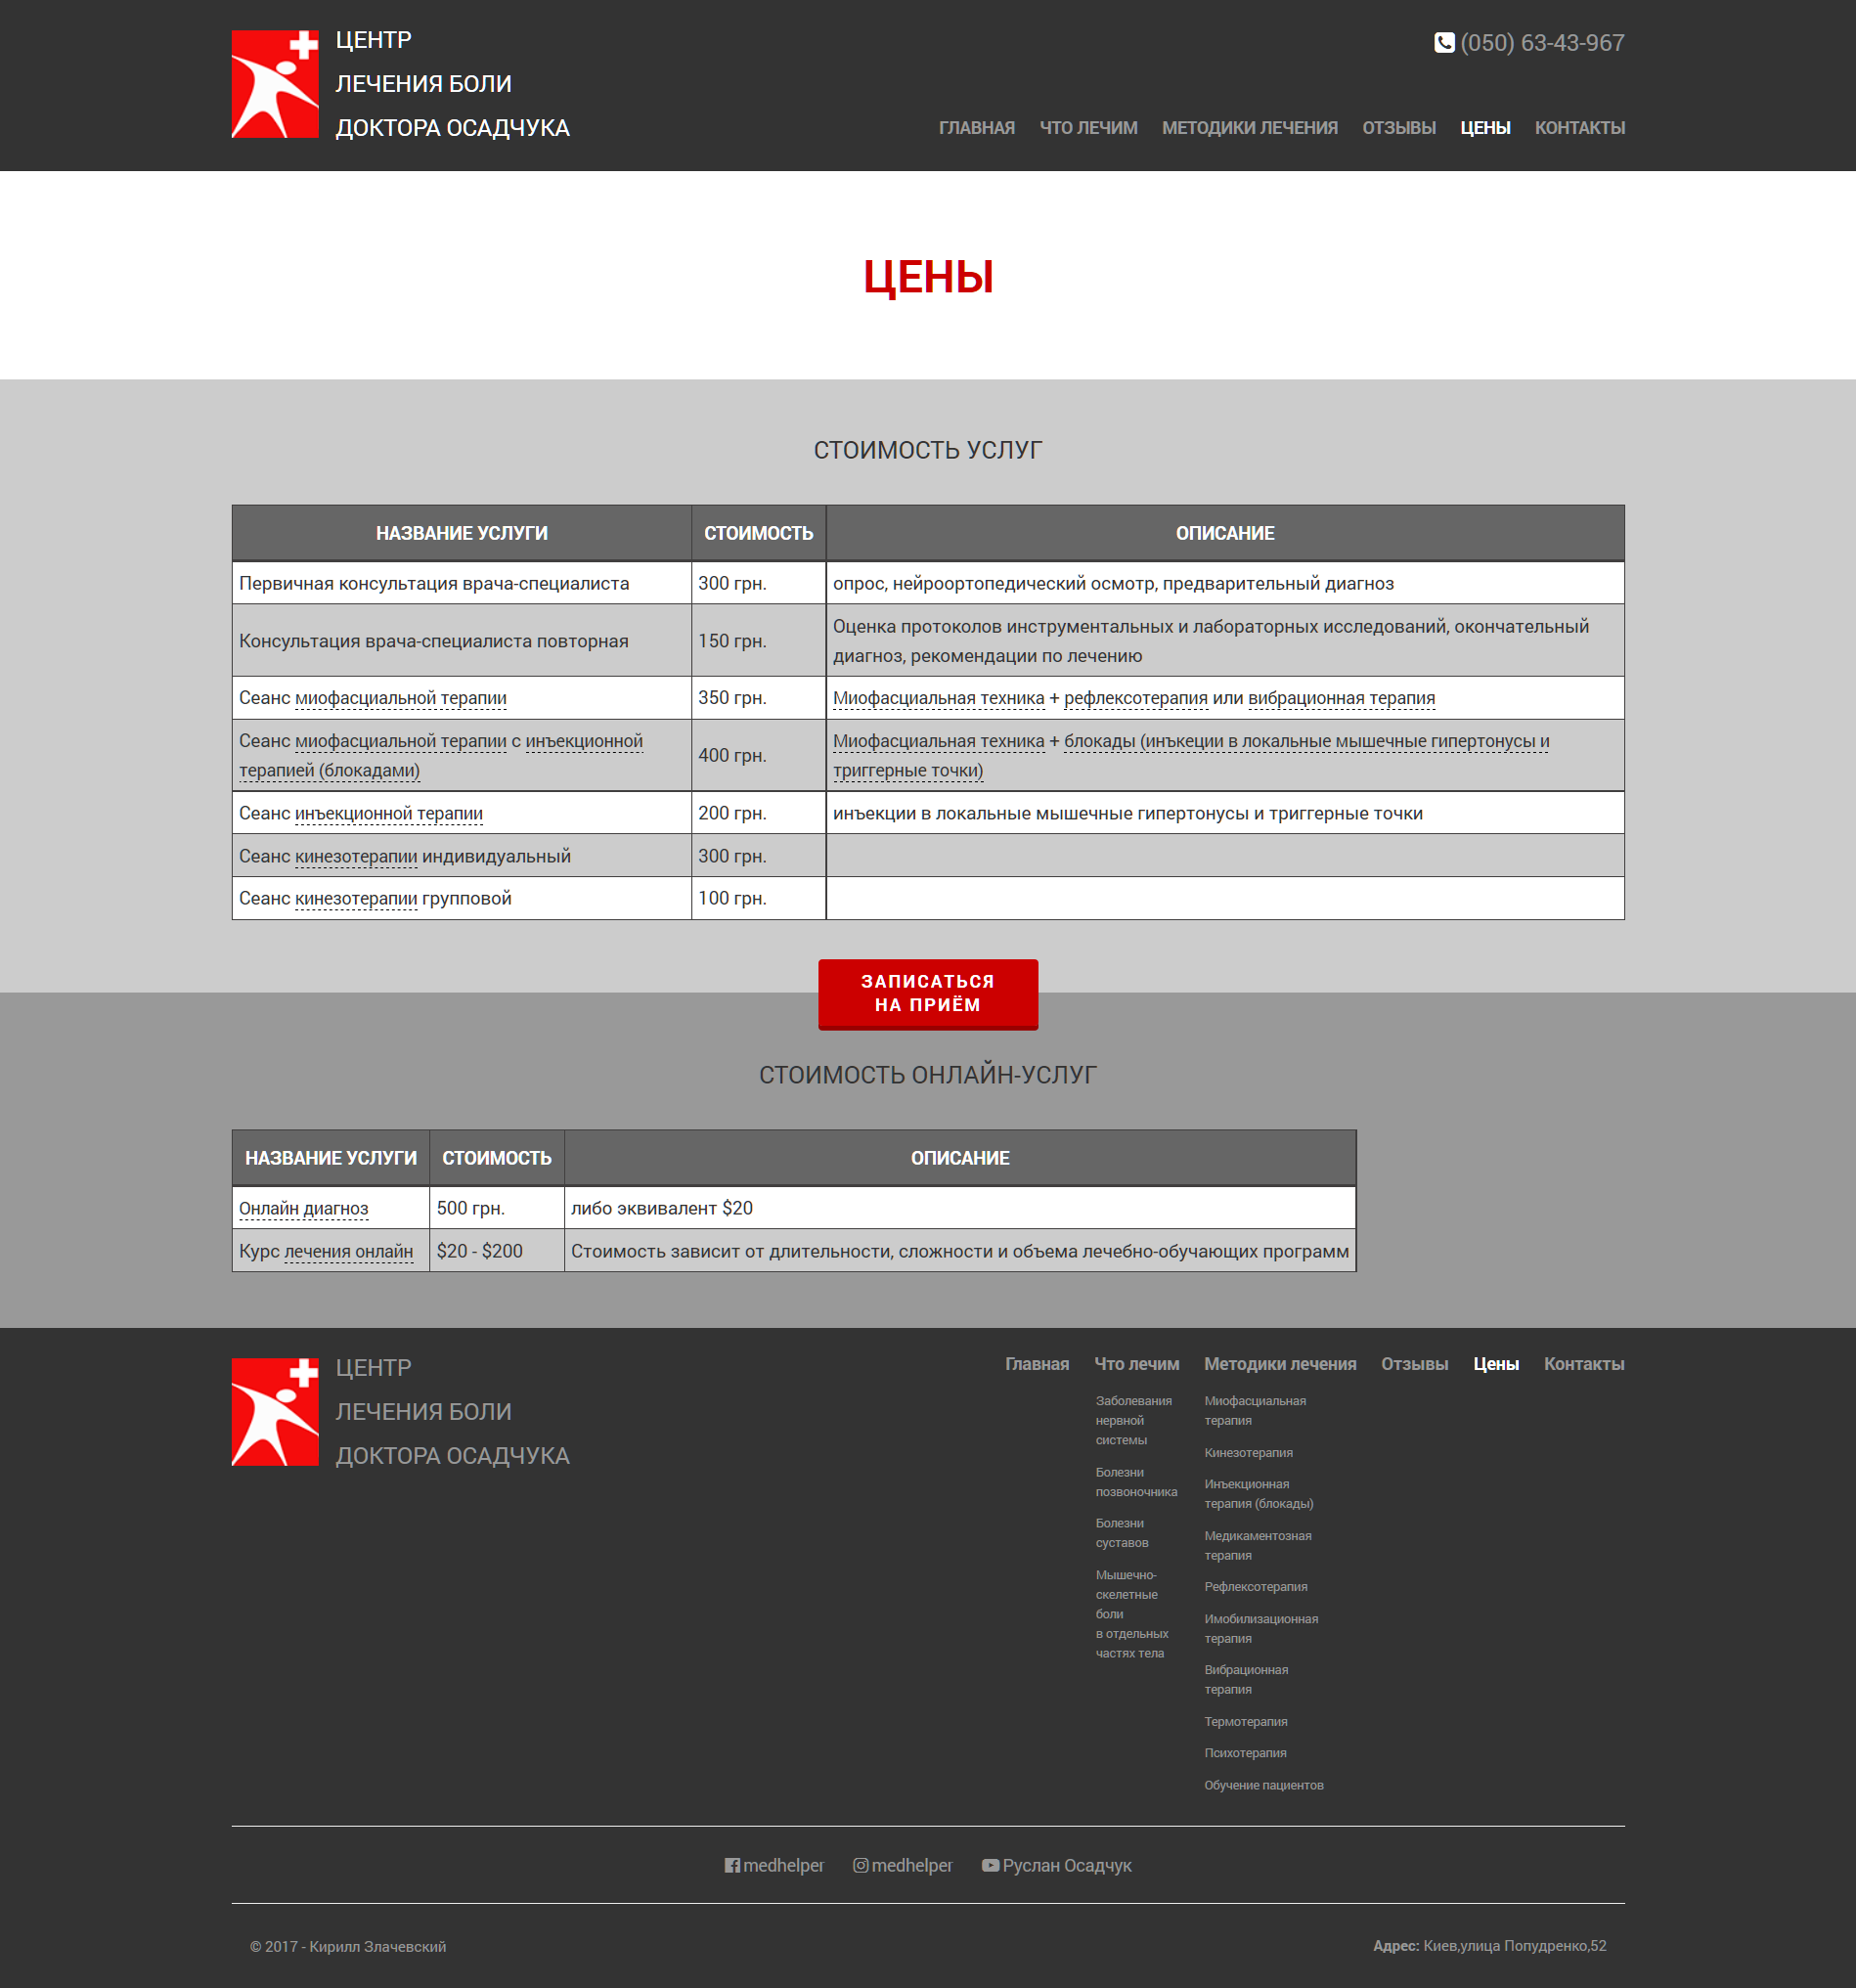 ЦЕНТР
ЛЕЧЕНИЯ БОЛИ
ДОКТОРА ОСАДЧУКА
(050) 63-43-967
ГЛАВНАЯ ЧТО ЛЕЧИМ МЕТОДИКИ ЛЕЧЕНИЯ ОТЗЫВЫ ЦЕНЫ КОНТАКТЫ
ЦЕНЫ
СТОИМОСТЬ УСЛУГ
НАЗВАНИЕ УСЛУГИ СТОИМОСТЬ ОПИСАНИЕ
Первичная консультация врача-специалиста 300 грн. опрос, нейроортопедический осмотр, предварительный диагноз
Консультация врача-специалиста повторная 150 грн. Оценка протоколов инструментальных и лабораторных исследований, окончательный
диагноз, рекомендации по лечению
Сеанс миофасциальной терапии 350 грн. Миофасциальная техника + рефлексотерапия или вибрационная терапия
Сеанс миофасциальной терапии с инъекционной
терапией (блокадами) 400 грн. Миофасциальная техника + блокады (инъкеции в локальные мышечные гипертонусы и
триггерные точки)
Сеанс инъекционной терапии 200 грн. инъекции в локальные мышечные гипертонусы и триггерные точки
Сеанс кинезотерапии индивидуальный 300 грн.
Сеанс кинезотерапии групповой 100 грн.
ЗАПИСАТЬСЯ
НА ПРИЁМ
СТОИМОСТЬ ОНЛАЙН-УСЛУГ
НАЗВАНИЕ УСЛУГИ СТОИМОСТЬ ОПИСАНИЕ
Онлайн диагноз 500 грн. либо эквивалент $20
Курс лечения онлайн $20 - $200 Стоимость зависит от длительности, сложности и объема лечебно-обучающих программ
ЦЕНТР
ЛЕЧЕНИЯ БОЛИ
ДОКТОРА ОСАДЧУКА
Главная Что лечим Методики лечения Отзывы Цены Контакты
Заболевания
нервной
системы
Болезни
позвоночника
Болезни
суставов
Мышечно-
скелетные
боли
в отдельных
частях тела
Миофасциальная
терапия
Кинезотерапия
Инъекционная
терапия (блокады)
Медикаментозная
терапия
Рефлексотерапия
Имобилизационная
терапия
Вибрационная
терапия
Термотерапия
Психотерапия
Обучение пациентов
medhelper medhelper Руслан Осадчук
© 2017 - Кирилл Злачевский
Адрес: Киев,улица Попудренко,52